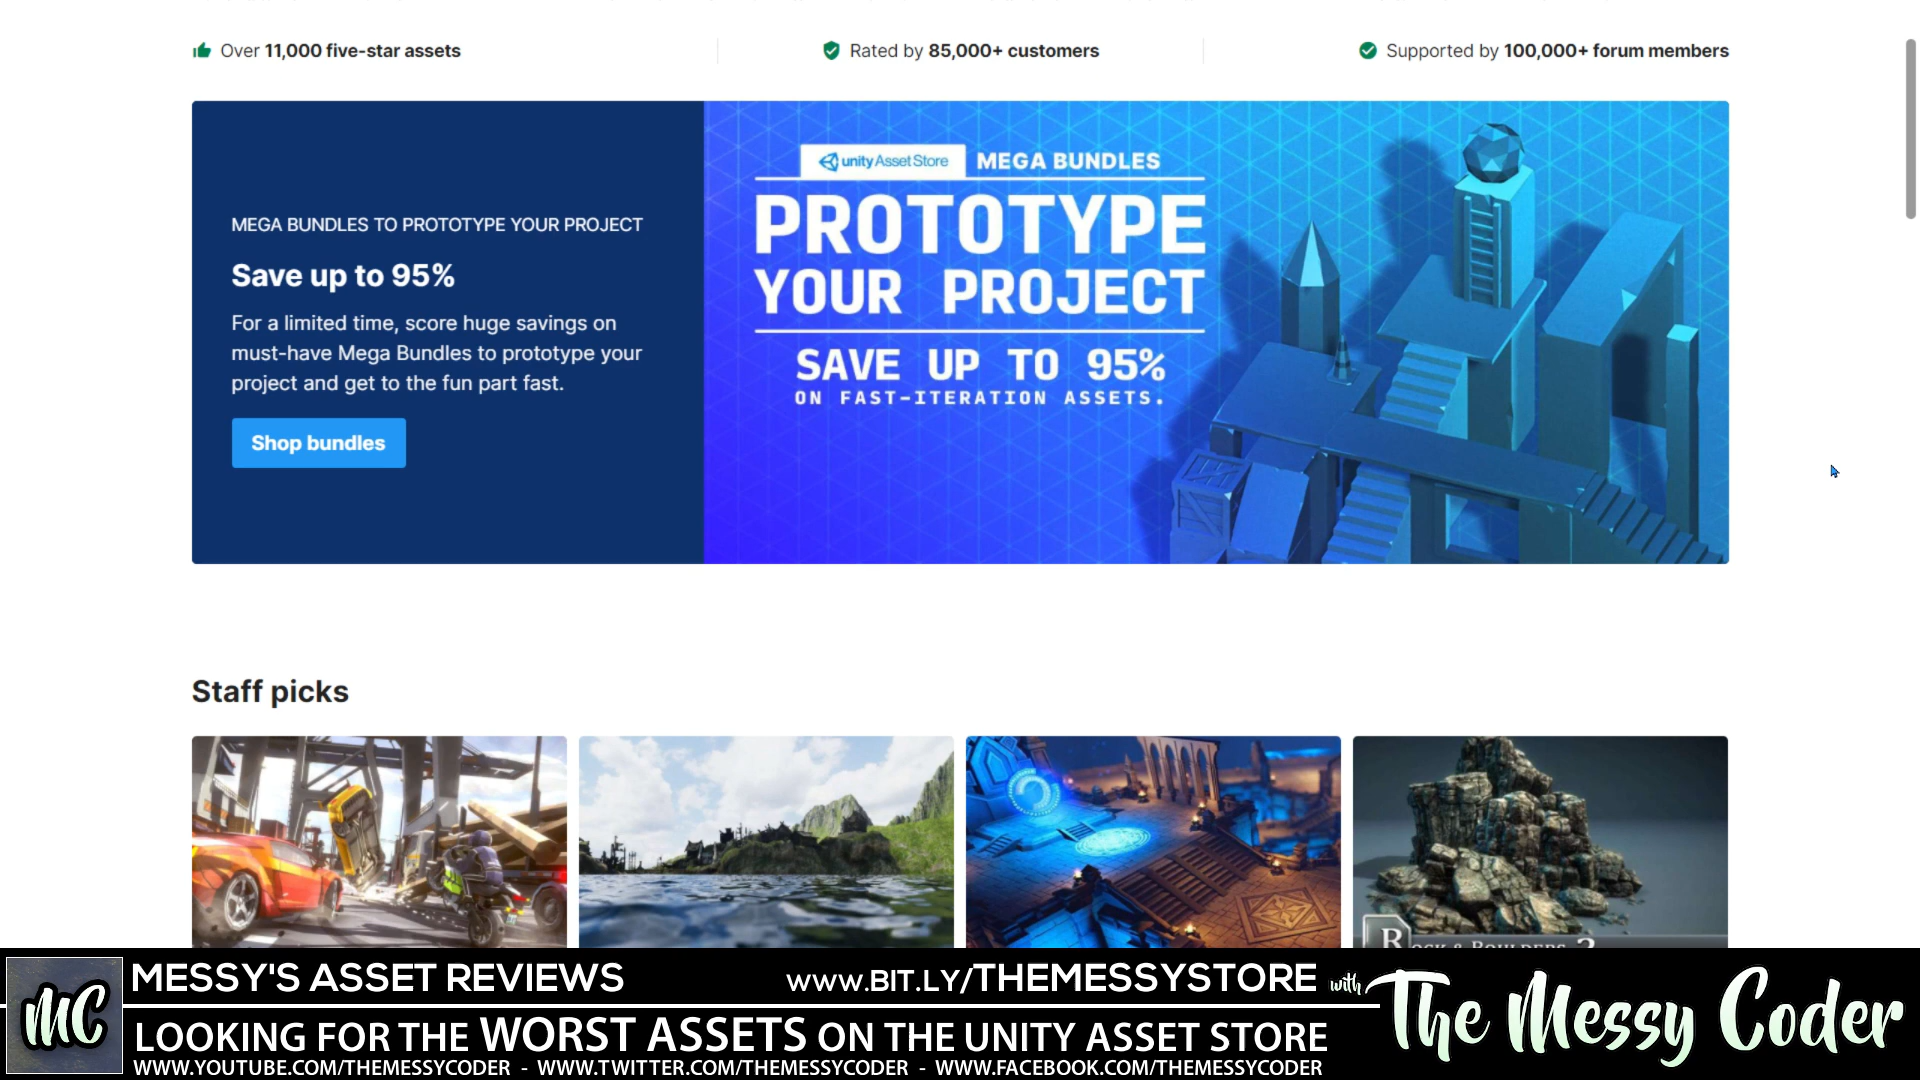 Over 11,000 five-star assets
Rated by 85,000+ customers
Supported by 100,000+ forum members
MEGA BUNDLES TO PROTOTYPE YOUR PROJECT
Save up to 95%
For a limited time, score huge savings on
must-have Mega Bundles to prototype your
project and get to the fun part fast.
Shop bundles
unity Asset Store MEGA BUNDLES
PROTOTYPE
YOUR PROJECT
SAVE UP TO 95%
ON FAST-ITERATION ASSETS.
Staff picks
ROCK & BOULDERS 2
MC
MESSY'S ASSET REVIEWS
WWW.BIT.LY/THEMESSYSTORE
with The Messy Coder
LOOKING FOR THE WORST ASSETS ON THE UNITY ASSET STORE
WWW.YOUTUBE.COM/THEMESSYCODER - WWW.TWITTER.COM/THEMESSYCODER - WWW.FACEBOOK.COM/THEMESSYCODER